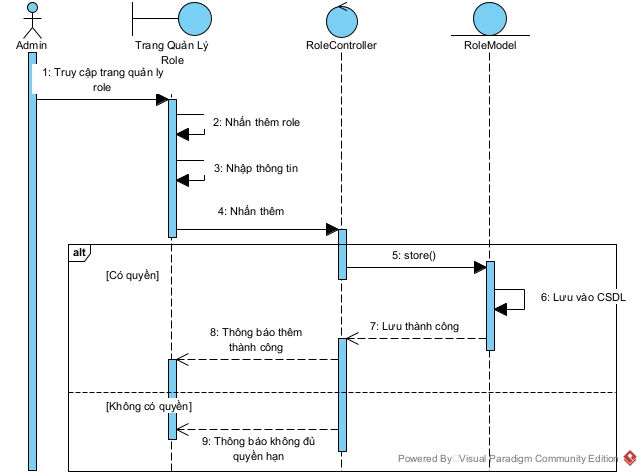 Admin
Trang Quản Lý
Role
RoleController
RoleModel
1: Truy cập trang quản ly
role
2: Nhấn thêm role
3: Nhập thông tin
4: Nhấn thêm
alt
5: store()
[Có quyền]
6: Lưu vào CSDL
7: Lưu thành công
8: Thông báo thêm
thành công
[Không có quyền]
9: Thông báo không đủ
quyền hạn
Powered By Visual Paradigm Community Edition